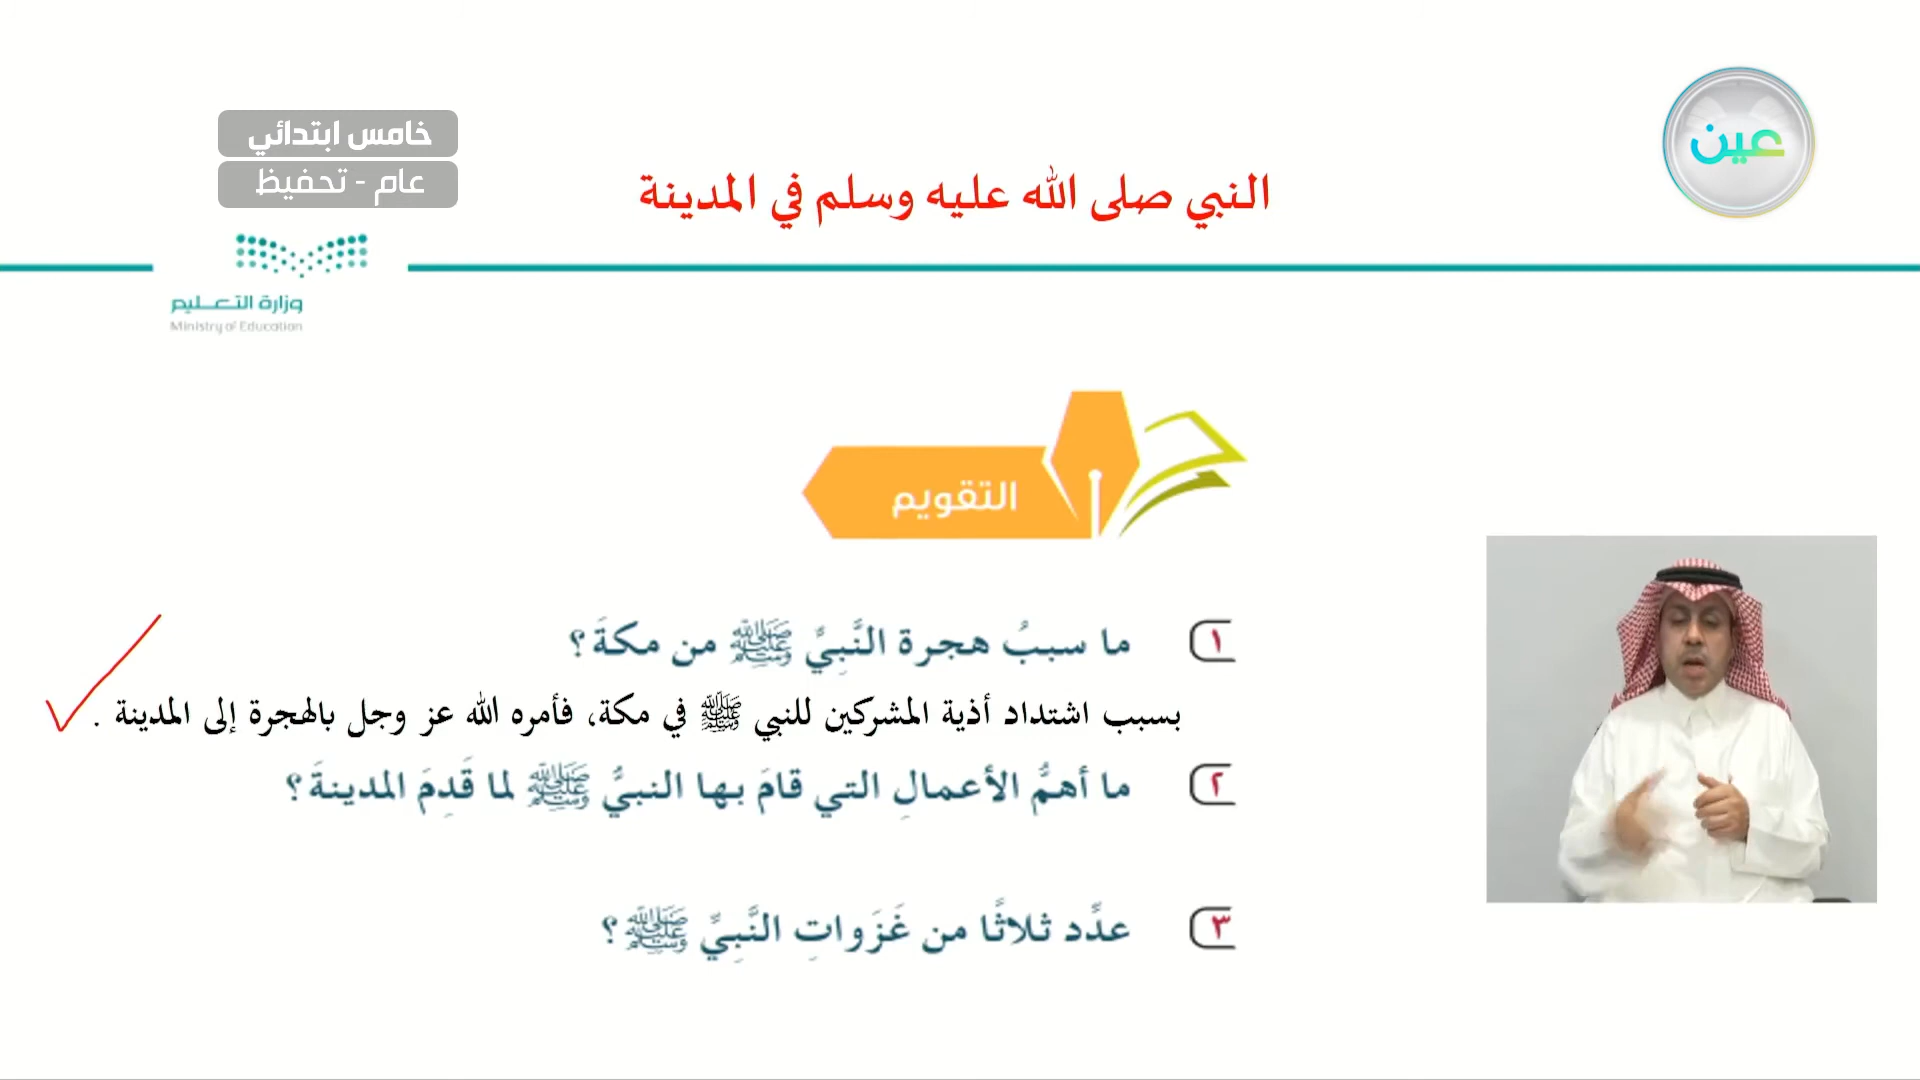 عين
خامس ابتدائي
عام - تحفيظ
النبي صلى الله عليه وسلم في المدينة
وزارة التعليم
Ministry of Education
التقويم
١ ما سببُ هجرة النَّبِيِّ ﷺ من مكةَ؟
بسبب اشتداد أذية المشركين للنبي ﷺ في مكة، فأمره الله عز وجل بالهجرة إلى المدينة .
٢ ما أهمُّ الأعمالِ التي قامَ بها النبيُّ ﷺ لما قَدِمَ المدينةَ؟
٣ عدِّد ثلاثًا من غَزَواتِ النَّبِيِّ ﷺ؟